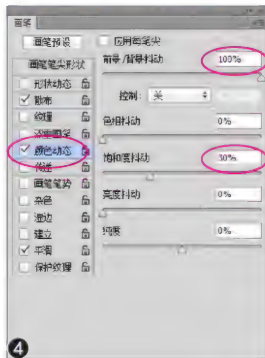 画笔
画笔预设
应用每笔尖
画笔笔尖形状
前景/背景抖动 100%
形状动态
散布
控制: 关
纹理
双重画笔
色相抖动 0%
颜色动态
传递
饱和度抖动 30%
画笔笔势
杂色
亮度抖动 0%
湿边
建立
纯度 0%
平滑
保护纹理
4